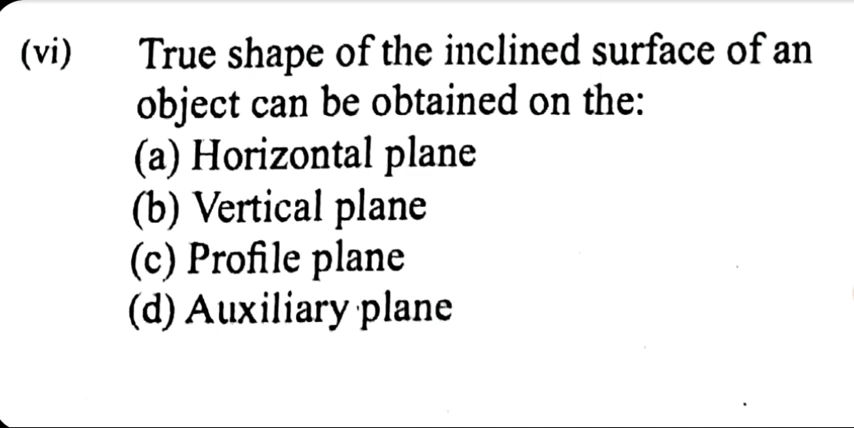 (vi) True shape of the inclined surface of an
object can be obtained on the:
(a) Horizontal plane
(b) Vertical plane
(c) Profile plane
(d) Auxiliary plane